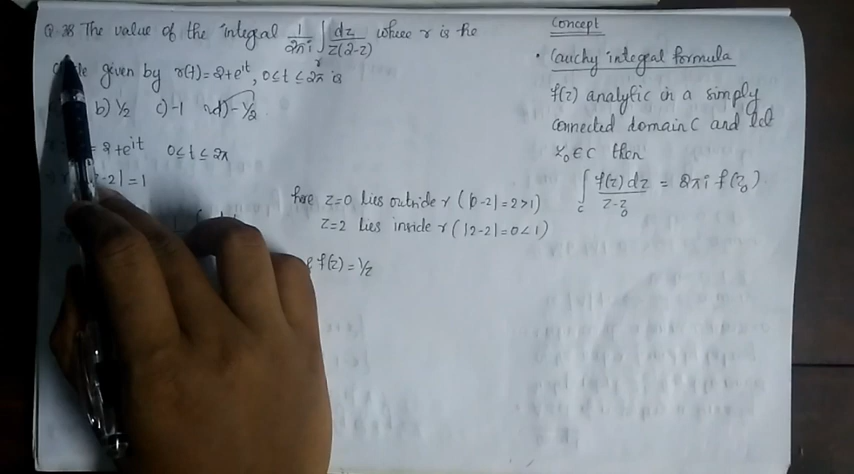 Q.28 The value of the integral 1/2πi ∫γ dz/z(2-z) where r is the
given by r(t)=2+e^it, 0≤t≤2π is
b) 1/2 c) -1 d) -1/2
= 2+e^it 0≤t≤2π
z-2|=1
here z=0 lies outside r (|0-2|=2>1)
z=2 lies inside r (|2-2|=0<1)
f(z)=1/z
Concept
• Cauchy integral formula
f(z) analytic in a simply
connected domain C and let
z₀∈C then
∫c f(z)dz/z-z₀ = 2πi f(z₀).